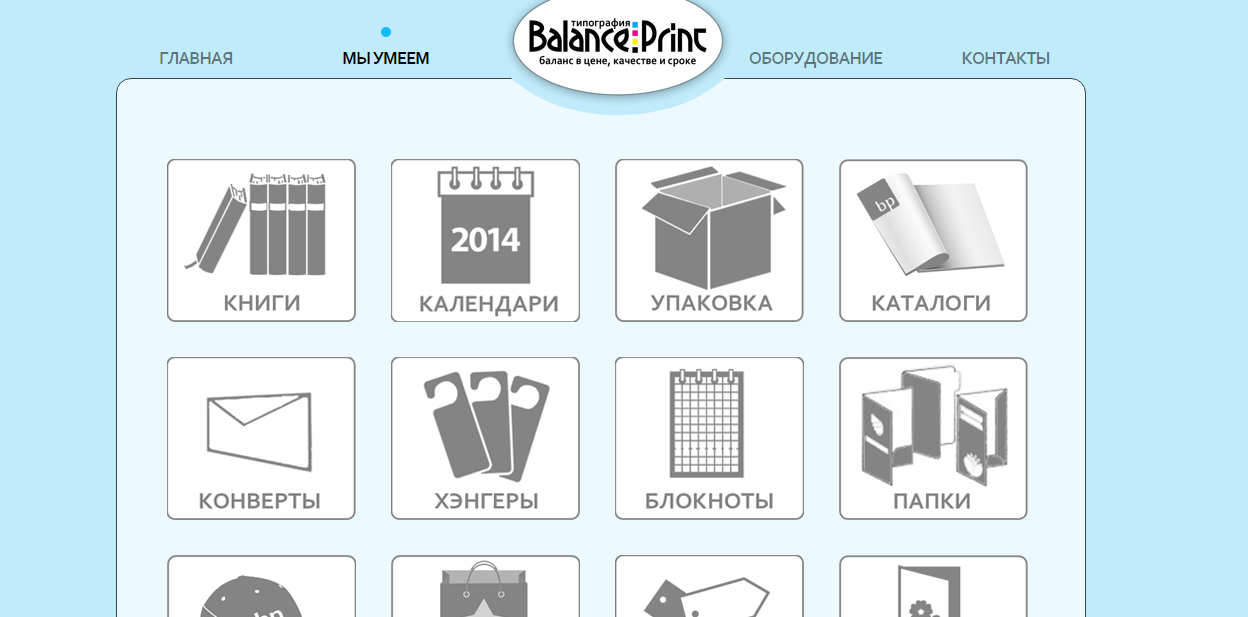 типография
Balance Print
баланс в цене, качестве и сроке
ГЛАВНАЯ
МЫ УМЕЕМ
ОБОРУДОВАНИЕ
КОНТАКТЫ
КНИГИ
2014
КАЛЕНДАРИ
УПАКОВКА
bp
КАТАЛОГИ
КОНВЕРТЫ
ХЭНГЕРЫ
БЛОКНОТЫ
ПАПКИ
bp